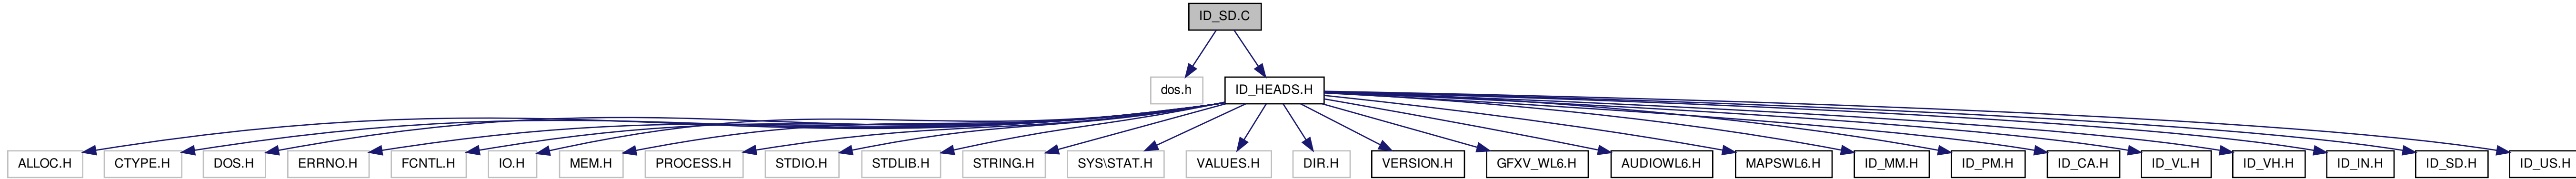 ID_SD.C
dos.h
ID_HEADS.H
ALLOC.H
CTYPE.H
DOS.H
ERRNO.H
FCNTL.H
IO.H
MEM.H
PROCESS.H
STDIO.H
STDLIB.H
STRING.H
SYS\STAT.H
VALUES.H
DIR.H
VERSION.H
GFXV_WL6.H
AUDIOWL6.H
MAPSWL6.H
ID_MM.H
ID_PM.H
ID_CA.H
ID_VL.H
ID_VH.H
ID_IN.H
ID_SD.H
ID_US.H